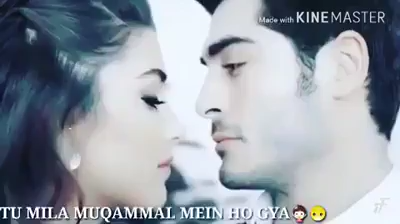 Made with KINEMASTER
TU MILA MUQAMMAL MEIN HO GYA